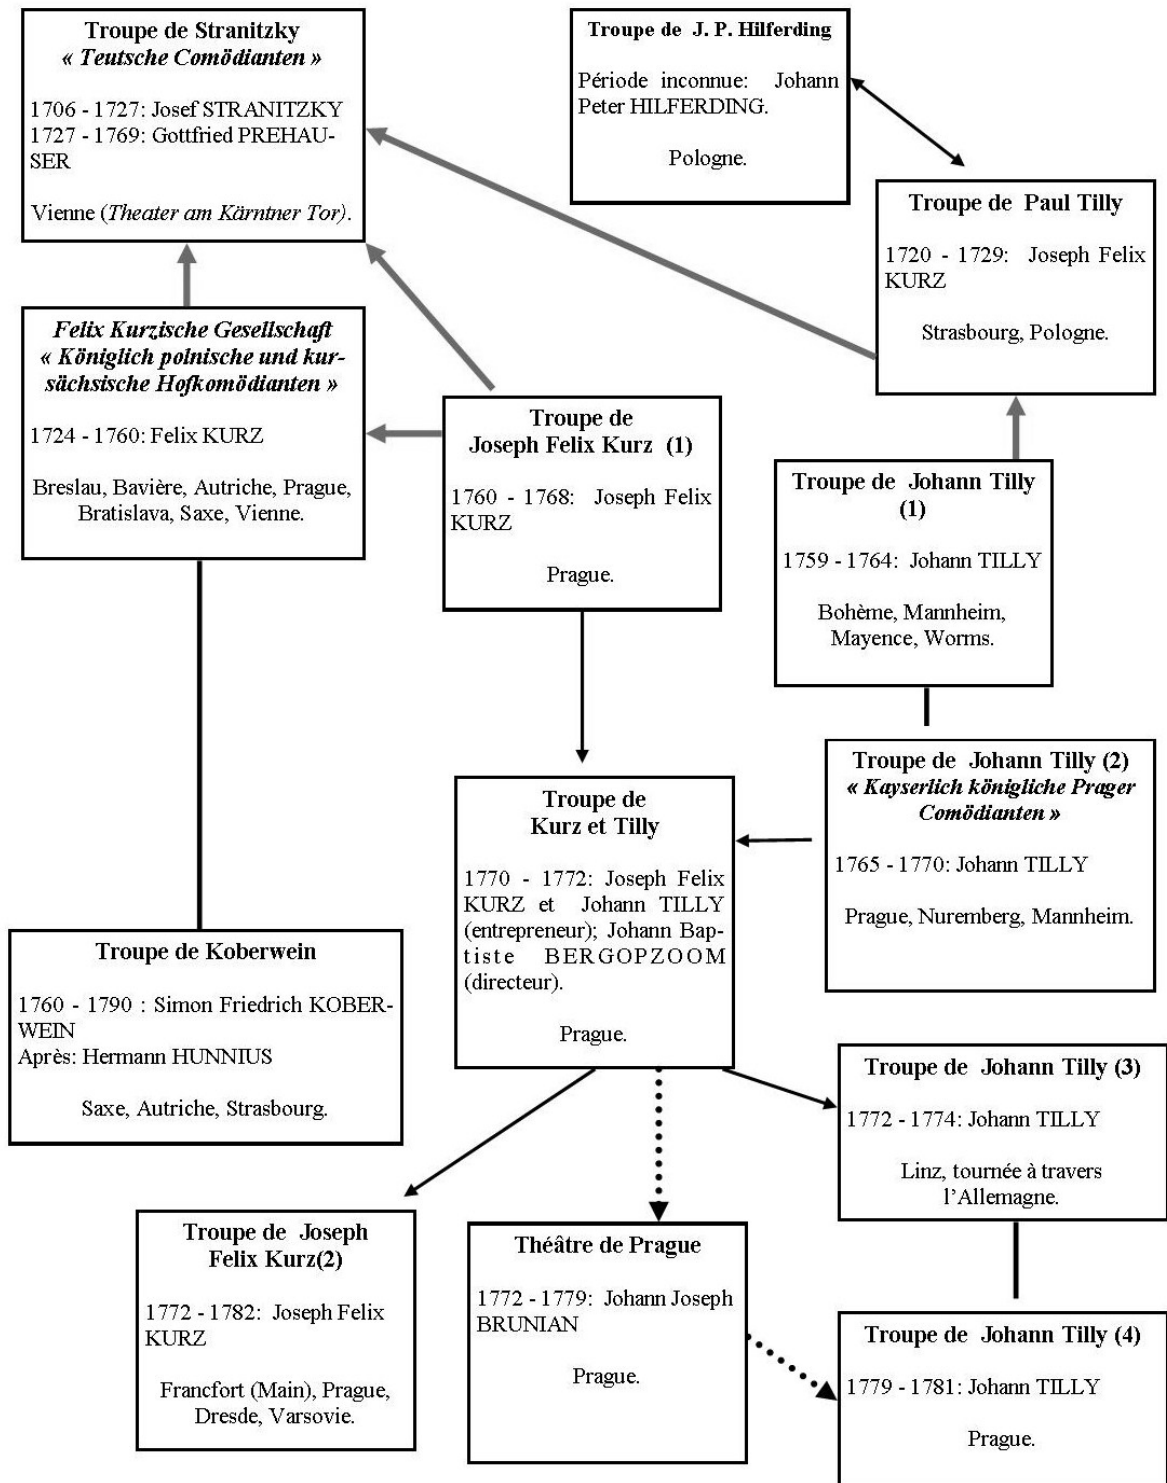 Troupe de Stranitzky
« Teutsche Comödianten »
1706 - 1727: Josef STRANITZKY
1727 - 1769: Gottfried PREHAU-
SER
Vienne (Theater am Kärntner Tor).
Troupe de J. P. Hilferding
Période inconnue: Johann
Peter HILFERDING.
Pologne.
Troupe de Paul Tilly
1720 - 1729: Joseph Felix
KURZ
Strasbourg, Pologne.
Felix Kurzische Gesellschaft
« Königlich polnische und kur-
sächsische Hofkomödianten »
1724 - 1760: Felix KURZ
Breslau, Bavière, Autriche, Prague,
Bratislava, Saxe, Vienne.
Troupe de
Joseph Felix Kurz (1)
1760 - 1768: Joseph Felix
KURZ
Prague.
Troupe de Johann Tilly
(1)
1759 - 1764: Johann TILLY
Bohème, Mannheim,
Mayence, Worms.
Troupe de Johann Tilly (2)
« Kayserlich königliche Prager
Comödianten »
1765 - 1770: Johann TILLY
Prague, Nuremberg, Mannheim.
Troupe de
Kurz et Tilly
1770 - 1772: Joseph Felix
KURZ et Johann TILLY
(entrepreneur); Johann Bap-
tiste BERGOPZOOM
(directeur).
Prague.
Troupe de Koberwein
1760 - 1790 : Simon Friedrich KOBER-
WEIN
Après: Hermann HUNNIUS
Saxe, Autriche, Strasbourg.
Troupe de Johann Tilly (3)
1772 - 1774: Johann TILLY
Linz, tournée à travers
l'Allemagne.
Troupe de Joseph
Felix Kurz(2)
1772 - 1782: Joseph Felix
KURZ
Francfort (Main), Prague,
Dresde, Varsovie.
Théâtre de Prague
1772 - 1779: Johann Joseph
BRUNIAN
Prague.
Troupe de Johann Tilly (4)
1779 - 1781: Johann TILLY
Prague.